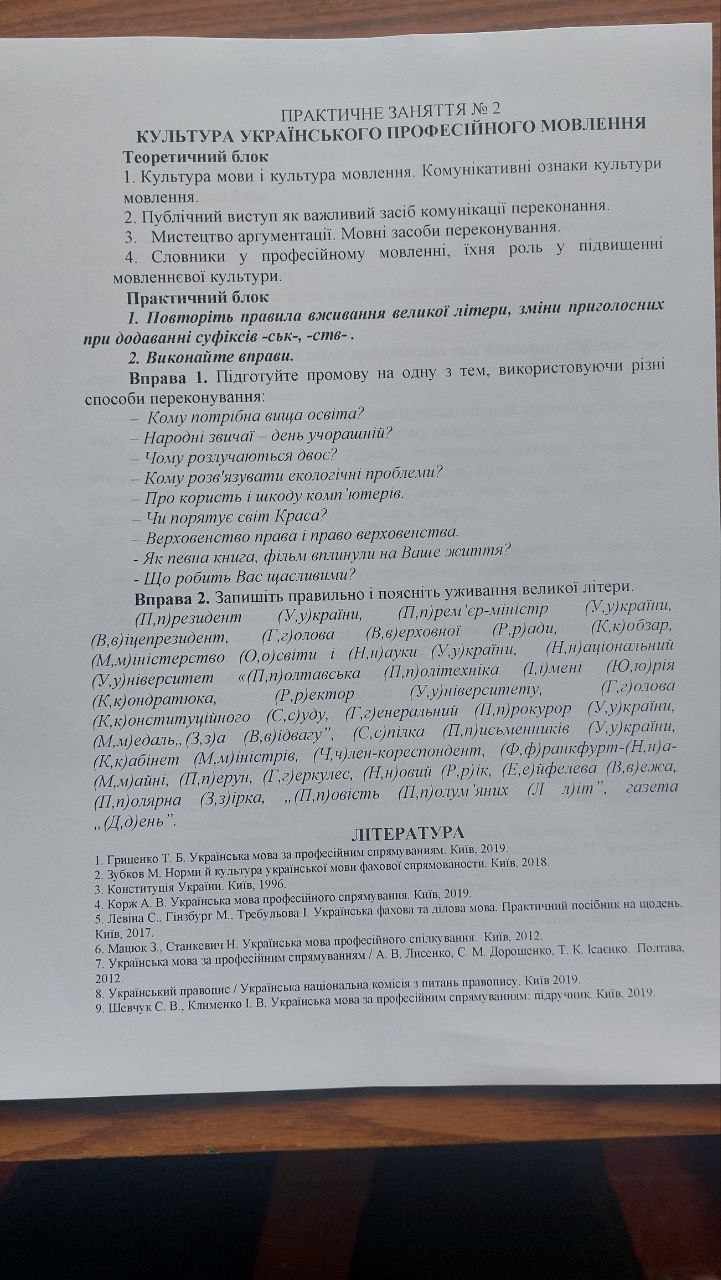 ПРАКТИЧНЕ ЗАНЯТТЯ № 2
КУЛЬТУРА УКРАЇНСЬКОГО ПРОФЕСІЙНОГО МОВЛЕННЯ
Теоретичний блок
1. Культура мови і культура мовлення. Комунікативні ознаки культури
мовлення.
2. Публічний виступ як важливий засіб комунікації переконання.
3. Мистецтво аргументації. Мовні засоби переконування.
4. Словники у професійному мовленні, їхня роль у підвищенні
мовленнєвої культури.
Практичний блок
1. Повторіть правила вживання великої літери, зміни приголосних
при додаванні суфіксів -ськ-, -ств- .
2. Виконайте вправи.
Вправа 1. Підготуйте промову на одну з тем, використовуючи різні
способи переконування:
– Кому потрібна вища освіта?
– Народні звичаї – день учорашній?
– Чому розлучаються двоє?
– Кому розв'язувати екологічні проблеми?
– Про користь і шкоду комп’ютерів.
– Чи порятує світ Краса?
– Верховенство права і право верховенства.
- Як певна книга, фільм вплинули на Ваше життя?
- Що робить Вас щасливими?
Вправа 2. Запишіть правильно і поясніть уживання великої літери.
(П,п)резидент (У,у)країни, (П,п)рем’єр-міністр (У,у)країни,
(В,в)іцепрезидент, (Г,г)олова (В,в)ерховної (Р,р)ади, (К,к)обзар,
(М,м)іністерство (О,о)світи і (Н,н)ауки (У,у)країни, (Н,н)аціональний
(У,у)ніверситет «(П,п)олтавська (П,п)олітехніка (І,і)мені (Ю,ю)рія
(К,к)ондратюка, (Р,р)ектор (У,у)ніверситету, (Г,г)олова
(К,к)онституційного (С,с)уду, (Г,г)енеральний (П,п)рокурор (У,у)країни,
(М,м)едаль„(З,з)а (В,в)ідвагу”, (С,с)пілка (П,п)исьменників (У,у)країни,
(К,к)абінет (М,м)іністрів, (Ч,ч)лен-кореспондент, (Ф,ф)ранкфурт-(Н,н)а-
(М,м)айні, (П,п)ерун, (Г,г)еркулес, (Н,н)овий (Р,р)ік, (Е,е)йфелева (В,в)ежа,
(П,п)олярна (З,з)ірка, „(П,п)овість (П,п)олум’яних (Л л)іт”, газета
„(Д,д)ень”.
ЛІТЕРАТУРА
1. Гриценко Т. Б. Українська мова за професійним спрямуванням. Київ, 2019.
2. Зубков М. Норми й культура української мови фахової спрямованости. Київ, 2018.
3. Конституція України. Київ, 1996.
4. Корж А. В. Українська мова професійного спрямування. Київ, 2019.
5. Левіна С., Гінзбург М., Требульова І. Українська фахова та ділова мова. Практичний посібник на щодень.
Київ, 2017.
6. Мацюк З., Станкевич Н. Українська мова професійного спілкування. Київ, 2012.
7. Українська мова за професійним спрямуванням / А. В. Лисенко, С. М. Дорошенко, Т. К. Ісаєнко. Полтава,
2012.
8. Український правопис / Українська національна комісія з питань правопису. Київ 2019.
9. Шевчук С. В., Клименко І. В. Українська мова за професійним спрямуванням: підручник. Київ, 2019